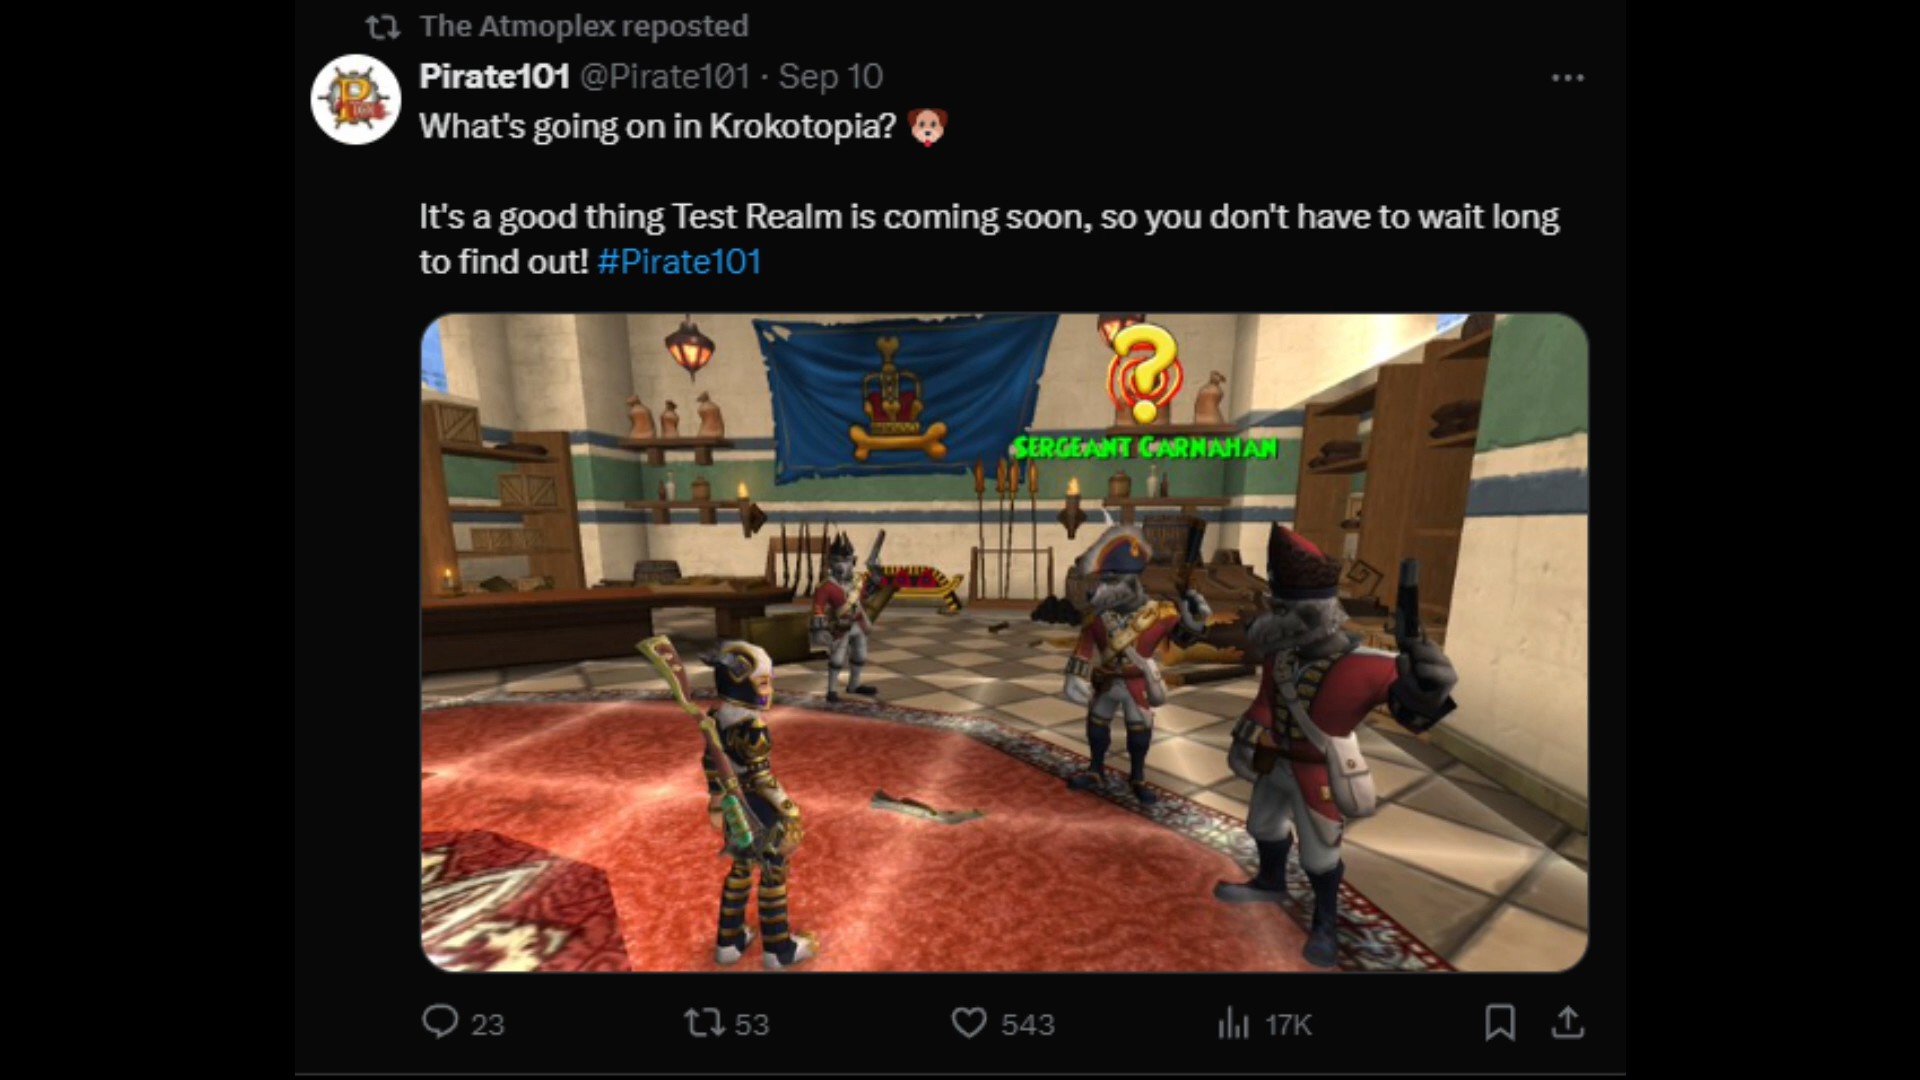 The Atmoplex reposted
Pirate101 @Pirate101 · Sep 10
What's going on in Krokotopia? 🐶
It's a good thing Test Realm is coming soon, so you don't have to wait long
to find out! #Pirate101
?
SERGEANT CARNAHAN
23 53 543 17K